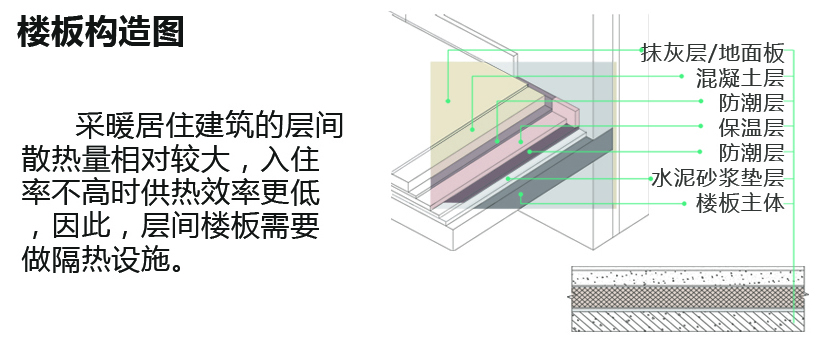 楼板构造图
采暖居住建筑的层间
散热量相对较大，入住
率不高时供热效率更低
，因此，层间楼板需要
做隔热设施。
抹灰层/地面板
混凝土层
防潮层
保温层
防潮层
水泥砂浆垫层
楼板主体